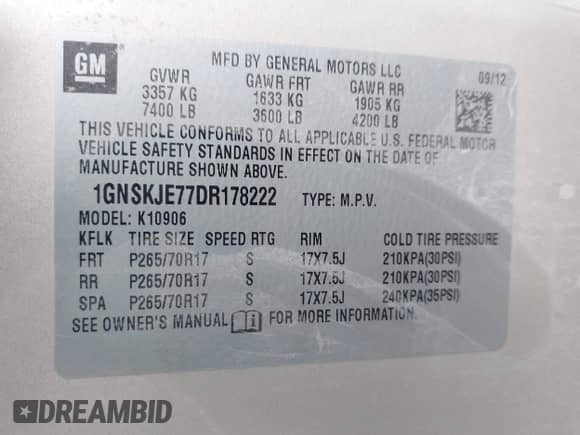 GM
MFD BY GENERAL MOTORS LLC
09/12
GVWR GAWR FRT GAWR RR
3357 KG 1633 KG 1905 KG
7400 LB 3600 LB 4200 LB
THIS VEHICLE CONFORMS TO ALL APPLICABLE U.S. FEDERAL MOTOR
VEHICLE SAFETY STANDARDS IN EFFECT ON THE DATE OF
MANUFACTURE SHOWN ABOVE.
1GNSKJE77DR178222 TYPE: M.P.V.
MODEL: K10906
KFLK TIRE SIZE SPEED RTG RIM COLD TIRE PRESSURE
FRT P265/70R17 S 17X7.5J 210KPA(30PSI)
RR P265/70R17 S 17X7.5J 210KPA(30PSI)
SPA P265/70R17 S 17X7.5J 240KPA(35PSI)
SEE OWNER'S MANUAL i FOR MORE INFORMATION.
DREAMBID